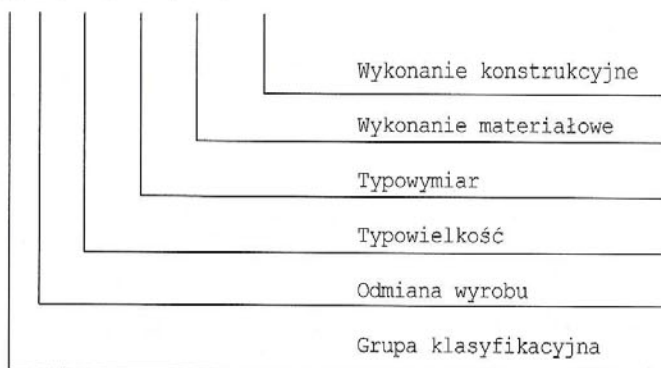 Wykonanie konstrukcyjne
Wykonanie materiałowe
Typowymiar
Typowielkość
Odmiana wyrobu
Grupa klasyfikacyjna